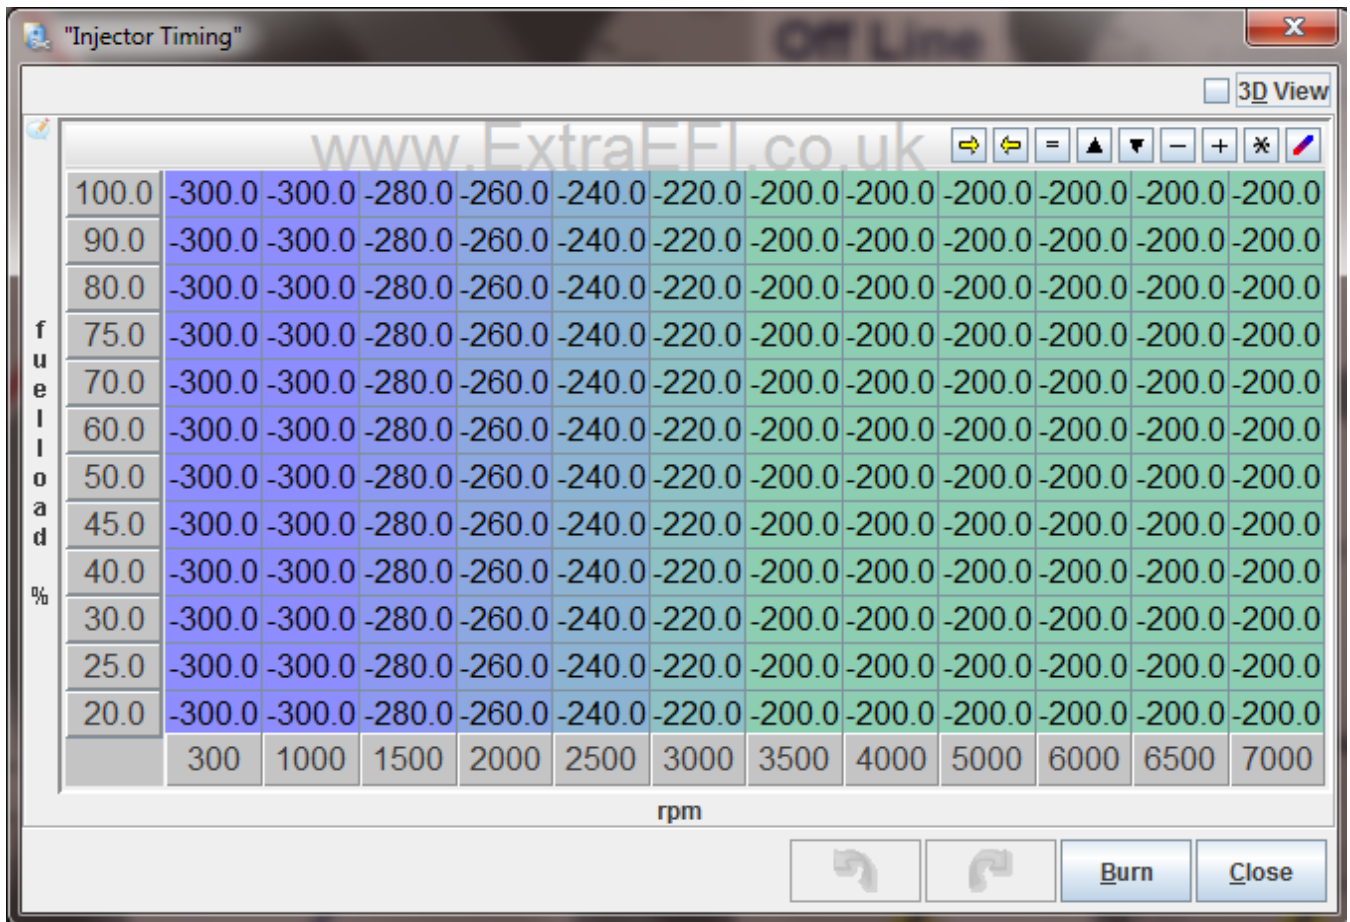 "Injector Timing"
Off Line
3D View
www.ExtraEFI.co.uk
= - + *
fuelload %
100.0 -300.0 -300.0 -280.0 -260.0 -240.0 -220.0 -200.0 -200.0 -200.0 -200.0 -200.0 -200.0
90.0 -300.0 -300.0 -280.0 -260.0 -240.0 -220.0 -200.0 -200.0 -200.0 -200.0 -200.0 -200.0
80.0 -300.0 -300.0 -280.0 -260.0 -240.0 -220.0 -200.0 -200.0 -200.0 -200.0 -200.0 -200.0
75.0 -300.0 -300.0 -280.0 -260.0 -240.0 -220.0 -200.0 -200.0 -200.0 -200.0 -200.0 -200.0
70.0 -300.0 -300.0 -280.0 -260.0 -240.0 -220.0 -200.0 -200.0 -200.0 -200.0 -200.0 -200.0
60.0 -300.0 -300.0 -280.0 -260.0 -240.0 -220.0 -200.0 -200.0 -200.0 -200.0 -200.0 -200.0
50.0 -300.0 -300.0 -280.0 -260.0 -240.0 -220.0 -200.0 -200.0 -200.0 -200.0 -200.0 -200.0
45.0 -300.0 -300.0 -280.0 -260.0 -240.0 -220.0 -200.0 -200.0 -200.0 -200.0 -200.0 -200.0
40.0 -300.0 -300.0 -280.0 -260.0 -240.0 -220.0 -200.0 -200.0 -200.0 -200.0 -200.0 -200.0
30.0 -300.0 -300.0 -280.0 -260.0 -240.0 -220.0 -200.0 -200.0 -200.0 -200.0 -200.0 -200.0
25.0 -300.0 -300.0 -280.0 -260.0 -240.0 -220.0 -200.0 -200.0 -200.0 -200.0 -200.0 -200.0
20.0 -300.0 -300.0 -280.0 -260.0 -240.0 -220.0 -200.0 -200.0 -200.0 -200.0 -200.0 -200.0
300 1000 1500 2000 2500 3000 3500 4000 5000 6000 6500 7000
rpm
Burn Close